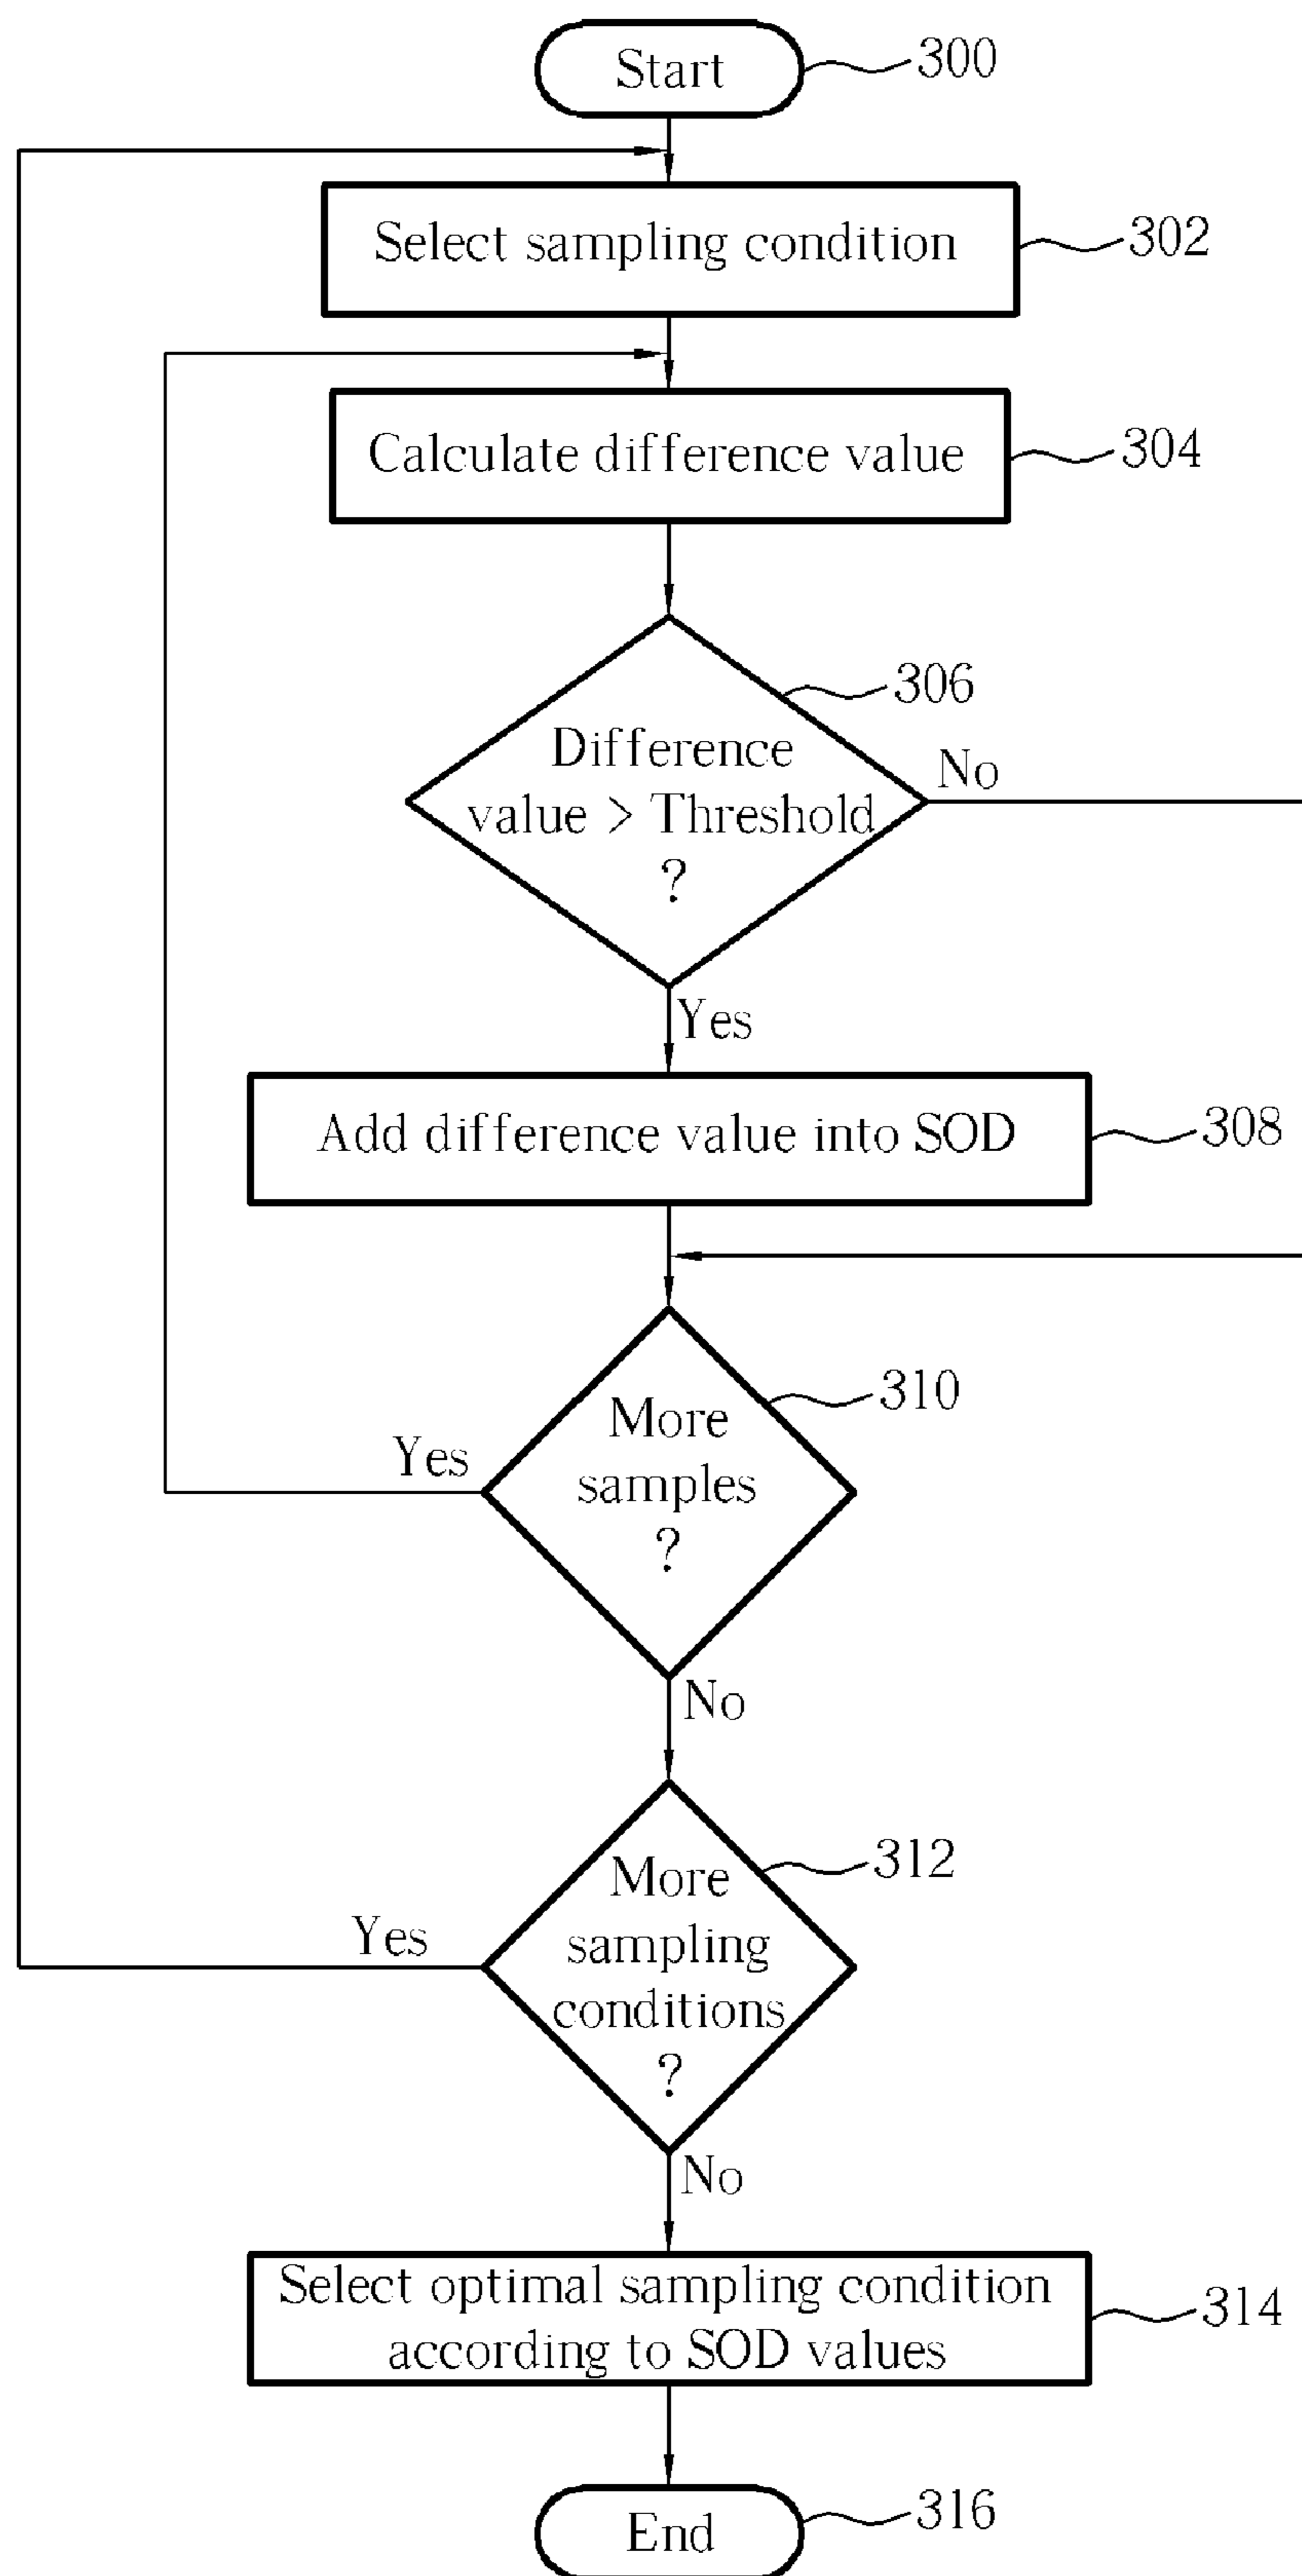 Start
300
Select sampling condition
302
Calculate difference value
304
306
Difference
value > Threshold
?
No
Yes
Add difference value into SOD
308
310
More
samples
?
Yes
No
312
More
sampling
conditions
?
Yes
No
Select optimal sampling condition
according to SOD values
314
End
316